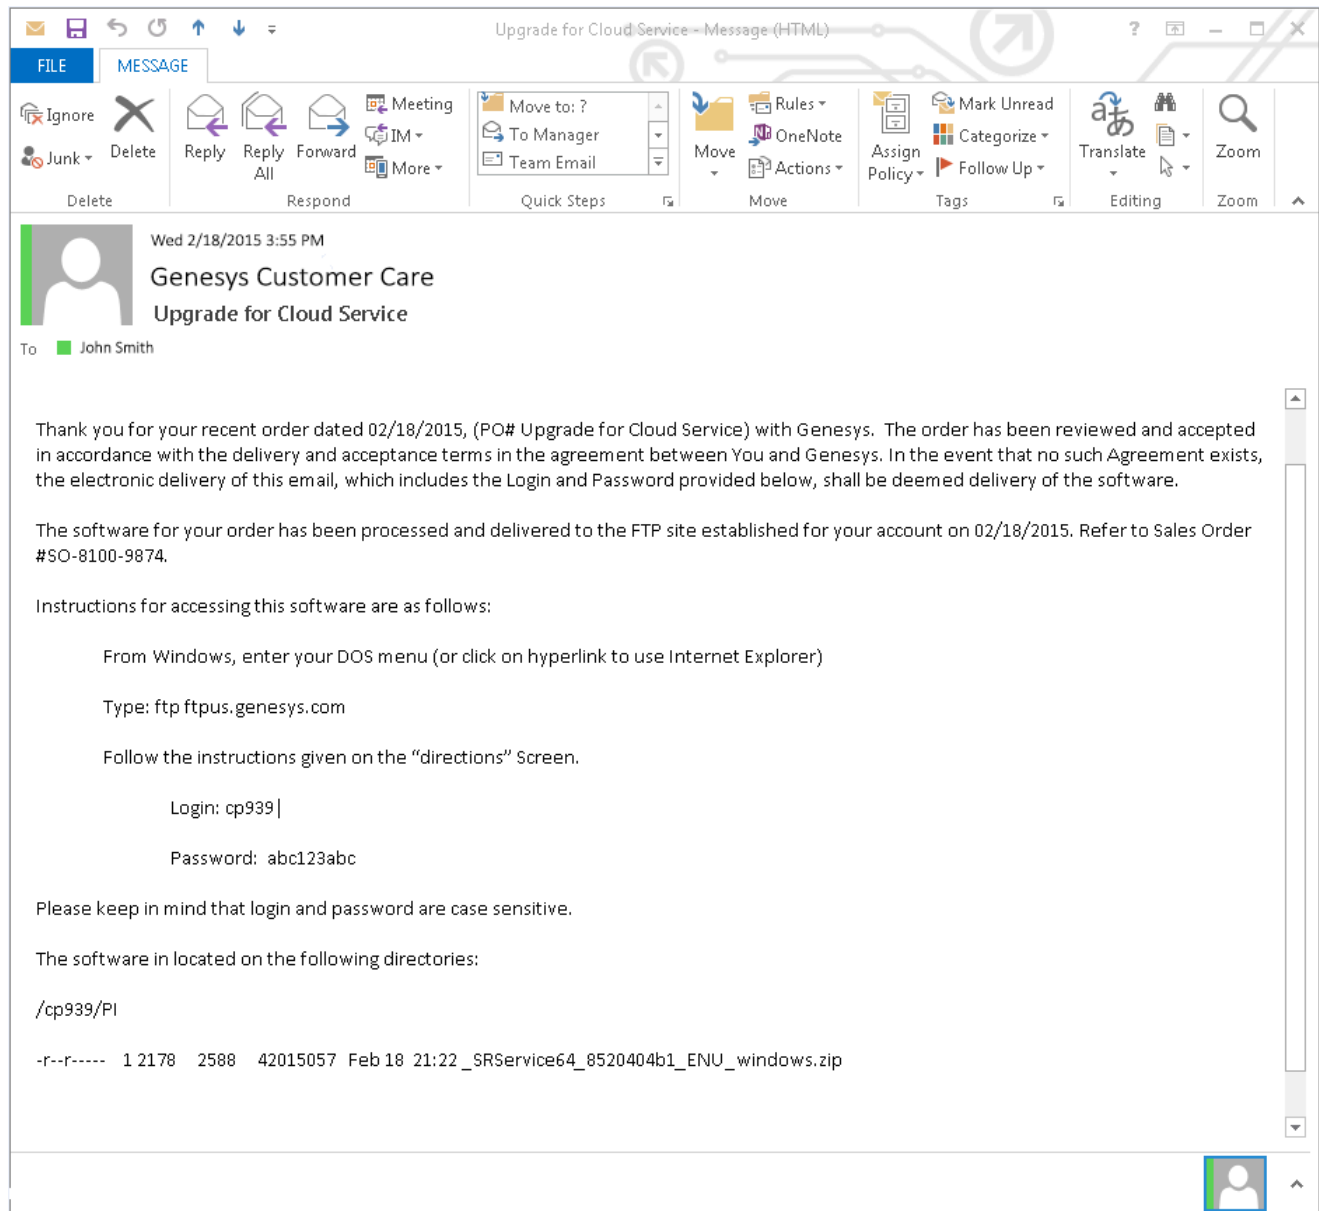 Upgrade for Cloud Service - Message (HTML)
?
FILE MESSAGE
Ignore
Junk
Delete
Reply
Reply All
Forward
Meeting
IM
More
Move to: ?
To Manager
Team Email
Move
Rules
OneNote
Actions
Assign Policy
Mark Unread
Categorize
Follow Up
Translate
Zoom
Delete Respond Quick Steps Move Tags Editing Zoom
Wed 2/18/2015 3:55 PM
Genesys Customer Care
Upgrade for Cloud Service
To John Smith
Thank you for your recent order dated 02/18/2015, (PO# Upgrade for Cloud Service) with Genesys. The order has been reviewed and accepted
in accordance with the delivery and acceptance terms in the agreement between You and Genesys. In the event that no such Agreement exists,
the electronic delivery of this email, which includes the Login and Password provided below, shall be deemed delivery of the software.
The software for your order has been processed and delivered to the FTP site established for your account on 02/18/2015. Refer to Sales Order
#SO-8100-9874.
Instructions for accessing this software are as follows:
From Windows, enter your DOS menu (or click on hyperlink to use Internet Explorer)
Type: ftp ftpus.genesys.com
Follow the instructions given on the “directions” Screen.
Login: cp939
Password: abc123abc
Please keep in mind that login and password are case sensitive.
The software in located on the following directories:
/cp939/PI
-r--r----- 1 2178 2588 42015057 Feb 18 21:22 _SRService64_8520404b1_ENU_windows.zip